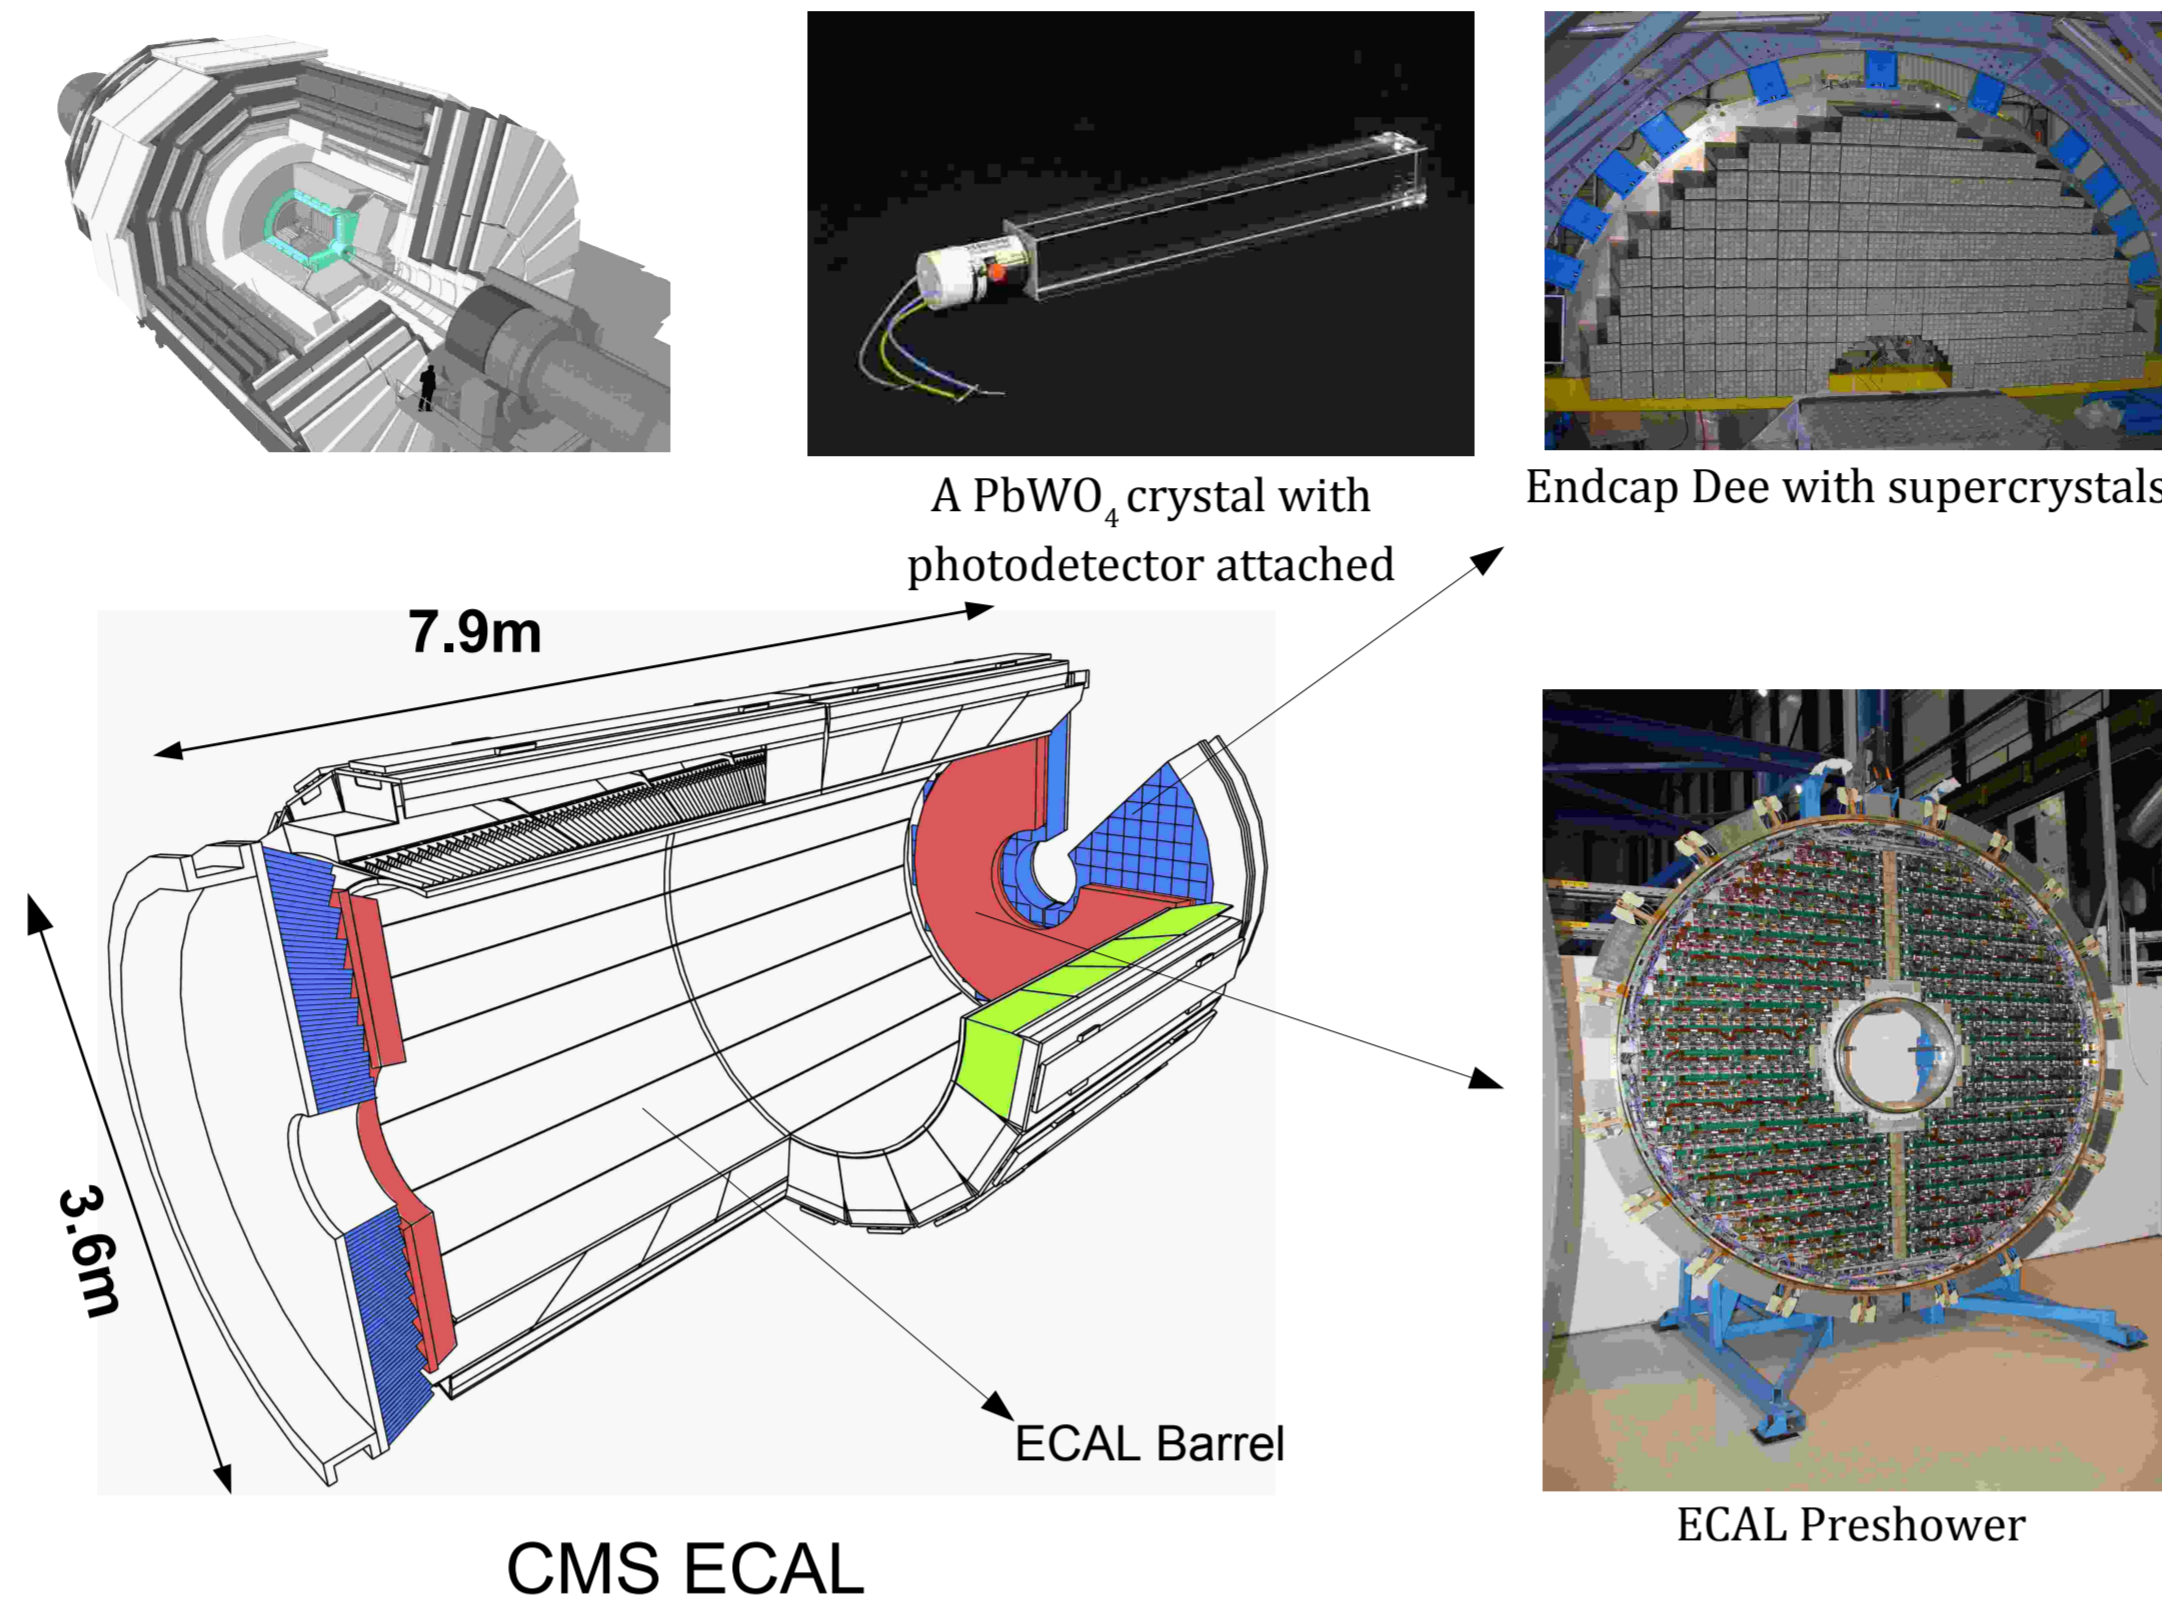 A PbWO4 crystal with
photodetector attached
Endcap Dee with supercrystals
7.9m
3.6m
ECAL Barrel
ECAL Preshower
CMS ECAL